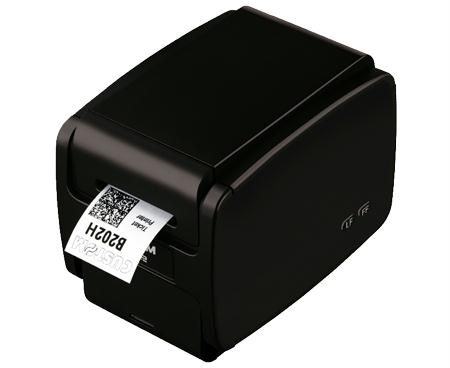 CUSTOM
B202H
Ticket
Printer
LF FF